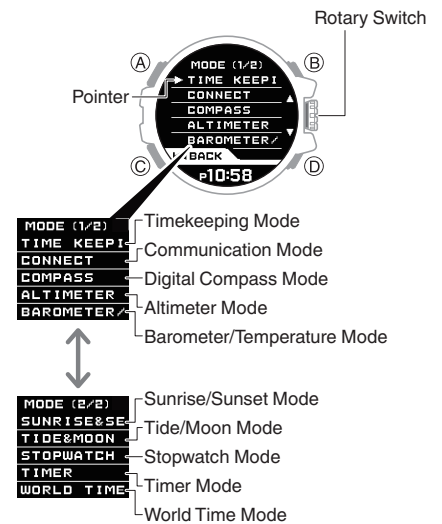 Rotary Switch
A
B
MODE (1/2)
TIME KEEPI
Pointer
CONNECT
COMPASS
ALTIMETER
BAROMETER/
BACK
C
D
P10:58
MODE (1/2)
TIME KEEPI
Timekeeping Mode
CONNECT
Communication Mode
COMPASS
Digital Compass Mode
ALTIMETER
Altimeter Mode
BAROMETER/
Barometer/Temperature Mode
MODE (2/2)
SUNRISE&SE
Sunrise/Sunset Mode
TIDE&MOON
Tide/Moon Mode
STOPWATCH
Stopwatch Mode
TIMER
Timer Mode
WORLD TIME
World Time Mode